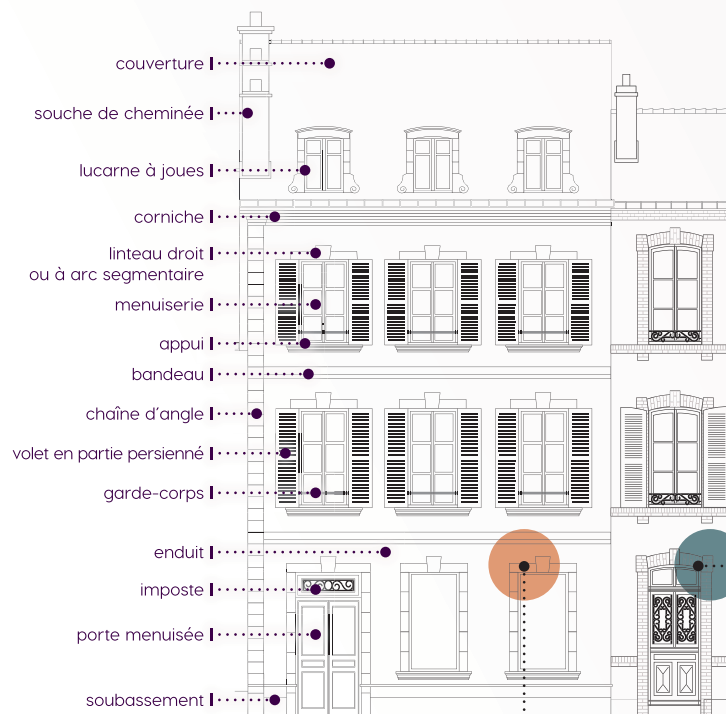 couverture
souche de cheminée
lucarne à joues
corniche
linteau droit
ou à arc segmentaire
menuiserie
appui
bandeau
chaîne d'angle
volet en partie persienné
garde-corps
enduit
imposte
porte menuisée
soubassement